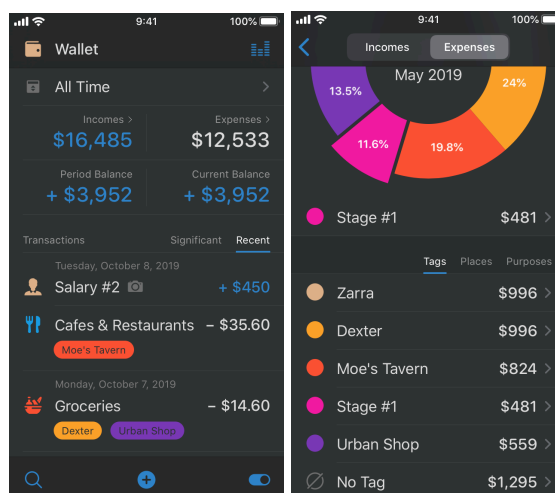 9:41
100%
Wallet
All Time
Incomes
Expenses
$16,485
$12,533
Period Balance
Current Balance
+ $3,952
+ $3,952
Transactions
Significant
Recent
Tuesday, October 8, 2019
Salary #2
+ $450
Cafes & Restaurants
– $35.60
Moe's Tavern
Monday, October 7, 2019
Groceries
– $14.60
Dexter
Urban Shop
9:41
100%
Incomes
Expenses
May 2019
13.5%
24%
11.6%
19.8%
Stage #1
$481
Tags
Places
Purposes
Zarra
$996
Dexter
$996
Moe's Tavern
$824
Stage #1
$481
Urban Shop
$559
No Tag
$1,295